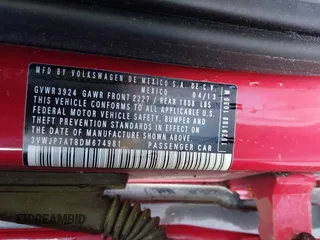 MFD BY VOLKSWAGEN DE MEXICO S.A. DE C.V.
04/13
GVWR 3924 GAWR FRONT 2227 / REAR 1808 LBS
THIS VEHICLE CONFORMS TO ALL APPLICABLE U.S.
FEDERAL MOTOR VEHICLE SAFETY, BUMPER AND
THEFT PREVENTION STANDARDS IN EFFECT ON
THE DATE OF MANUFACTURE SHOWN ABOVE.
3VWJP7AT8DM674981 PASSENGER CAR
MODEL
© DREAMBID